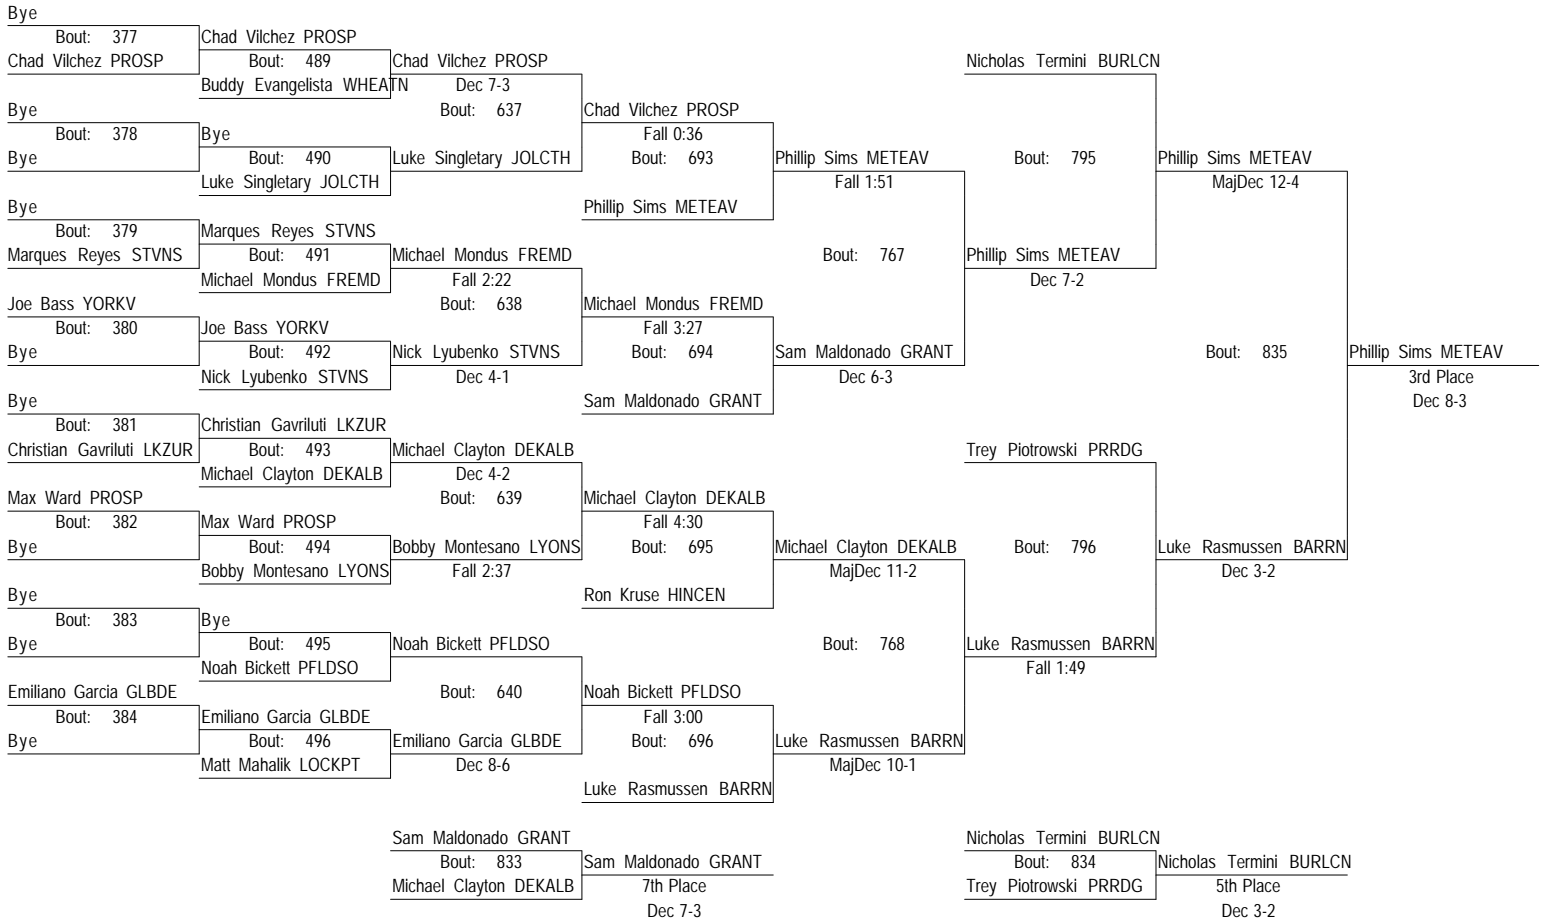 Bye
Bout: 377
Chad Vilchez PROSP
Bye
Bout: 378
Bye
Bye
Bout: 379
Marques Reyes STVNS
Joe Bass YORKV
Bout: 380
Bye
Bye
Bout: 381
Christian Gavriluti LKZUR
Max Ward PROSP
Bout: 382
Bye
Bye
Bout: 383
Bye
Emiliano Garcia GLBDE
Bout: 384
Bye
Chad Vilchez PROSP
Bout: 489
Buddy Evangelista WHEATN
Bye
Bout: 490
Luke Singletary JOLCTH
Marques Reyes STVNS
Bout: 491
Michael Mondus FREMD
Joe Bass YORKV
Bout: 492
Nick Lyubenko STVNS
Christian Gavriluti LKZUR
Bout: 493
Michael Clayton DEKALB
Max Ward PROSP
Bout: 494
Bobby Montesano LYONS
Bye
Bout: 495
Noah Bickett PFLDSO
Emiliano Garcia GLBDE
Bout: 496
Matt Mahalik LOCKPT
Chad Vilchez PROSP
Dec 7-3
Bout: 637
Luke Singletary JOLCTH
Michael Mondus FREMD
Fall 2:22
Bout: 638
Nick Lyubenko STVNS
Dec 4-1
Michael Clayton DEKALB
Dec 4-2
Bout: 639
Bobby Montesano LYONS
Fall 2:37
Noah Bickett PFLDSO
Bout: 640
Emiliano Garcia GLBDE
Dec 8-6
Chad Vilchez PROSP
Fall 0:36
Bout: 693
Phillip Sims METEAV
Michael Mondus FREMD
Fall 3:27
Bout: 694
Sam Maldonado GRANT
Michael Clayton DEKALB
Fall 4:30
Bout: 695
Ron Kruse HINCEN
Noah Bickett PFLDSO
Fall 3:00
Bout: 696
Luke Rasmussen BARRN
Phillip Sims METEAV
Fall 1:51
Bout: 767
Sam Maldonado GRANT
Dec 6-3
Michael Clayton DEKALB
MajDec 11-2
Bout: 768
Luke Rasmussen BARRN
MajDec 10-1
Nicholas Termini BURLCN
Bout: 795
Phillip Sims METEAV
Dec 7-2
Trey Piotrowski PRRDG
Bout: 796
Luke Rasmussen BARRN
Fall 1:49
Phillip Sims METEAV
MajDec 12-4
Bout: 835
Luke Rasmussen BARRN
Dec 3-2
Phillip Sims METEAV
3rd Place
Dec 8-3
Sam Maldonado GRANT
Bout: 833
Michael Clayton DEKALB
Sam Maldonado GRANT
7th Place
Dec 7-3
Nicholas Termini BURLCN
Bout: 834
Trey Piotrowski PRRDG
Nicholas Termini BURLCN
5th Place
Dec 3-2